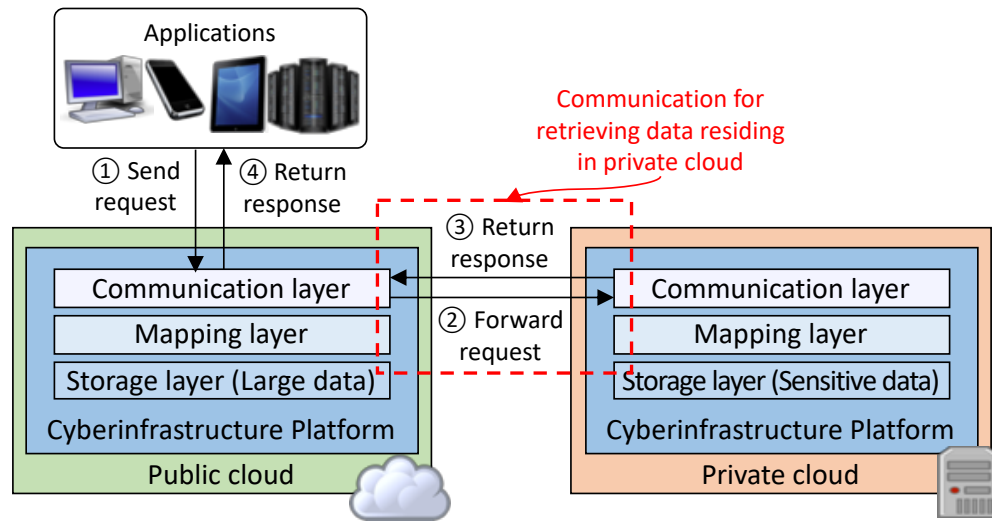 Applications
Communication for
retrieving data residing
in private cloud
① Send
request
④ Return
response
③ Return
response
② Forward
request
Communication layer
Mapping layer
Storage layer (Large data)
Cyberinfrastructure Platform
Public cloud
Communication layer
Mapping layer
Storage layer (Sensitive data)
Cyberinfrastructure Platform
Private cloud